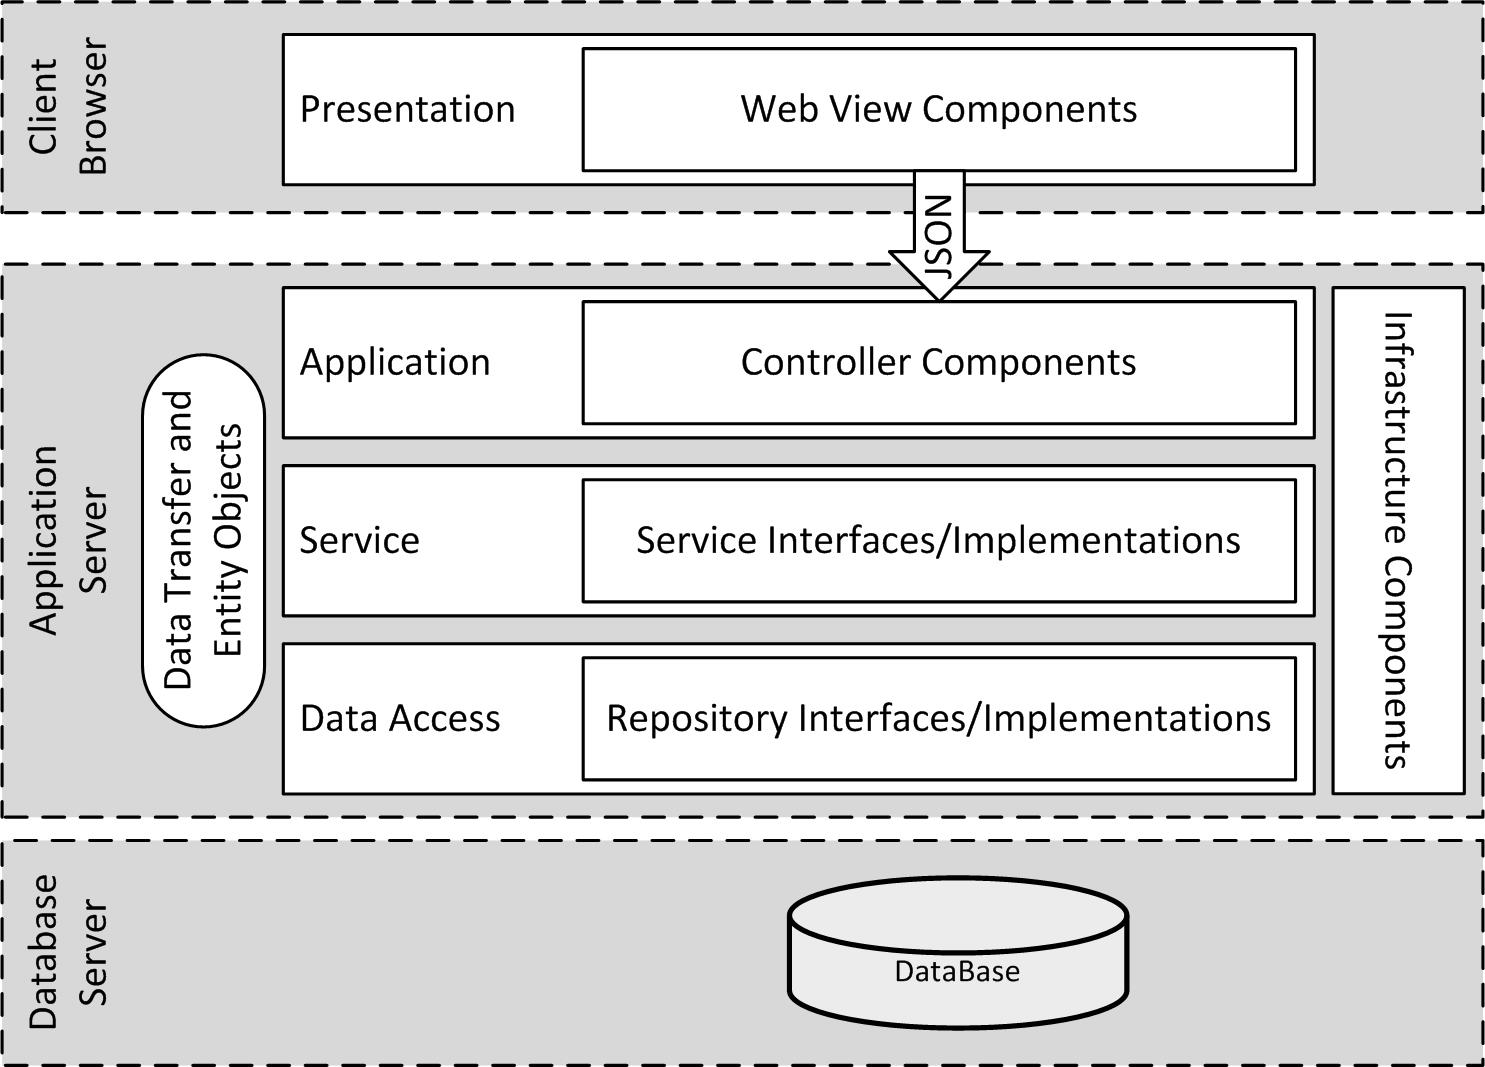 Client
Browser
Presentation
Web View Components
JSON
Application
Server
Data Transfer and
Entity Objects
Application
Controller Components
Service
Service Interfaces/Implementations
Data Access
Repository Interfaces/Implementations
Infrastructure Components
Database
Server
DataBase